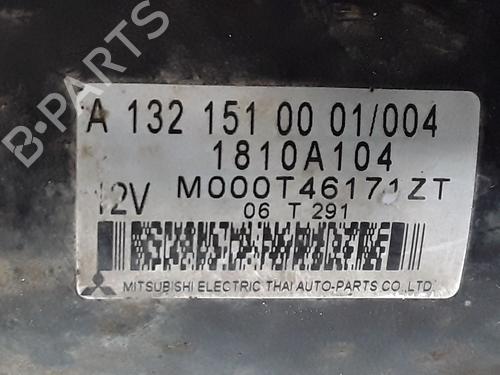 A 132 151 00 01/004
1810A104
12V M000T46171ZT
06 T 291
MITSUBISHI ELECTRIC THAI AUTO-PARTS CO.,LTD.
B-PARTS